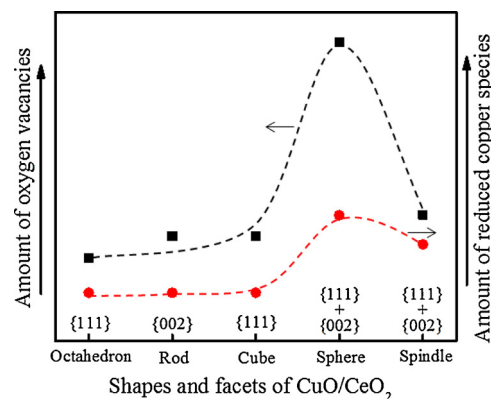 Amount of oxygen vacancies
Amount of reduced copper species
{111} {002} {111} {111} + {002} {111} + {002}
Octahedron Rod Cube Sphere Spindle
Shapes and facets of CuO/CeO₂